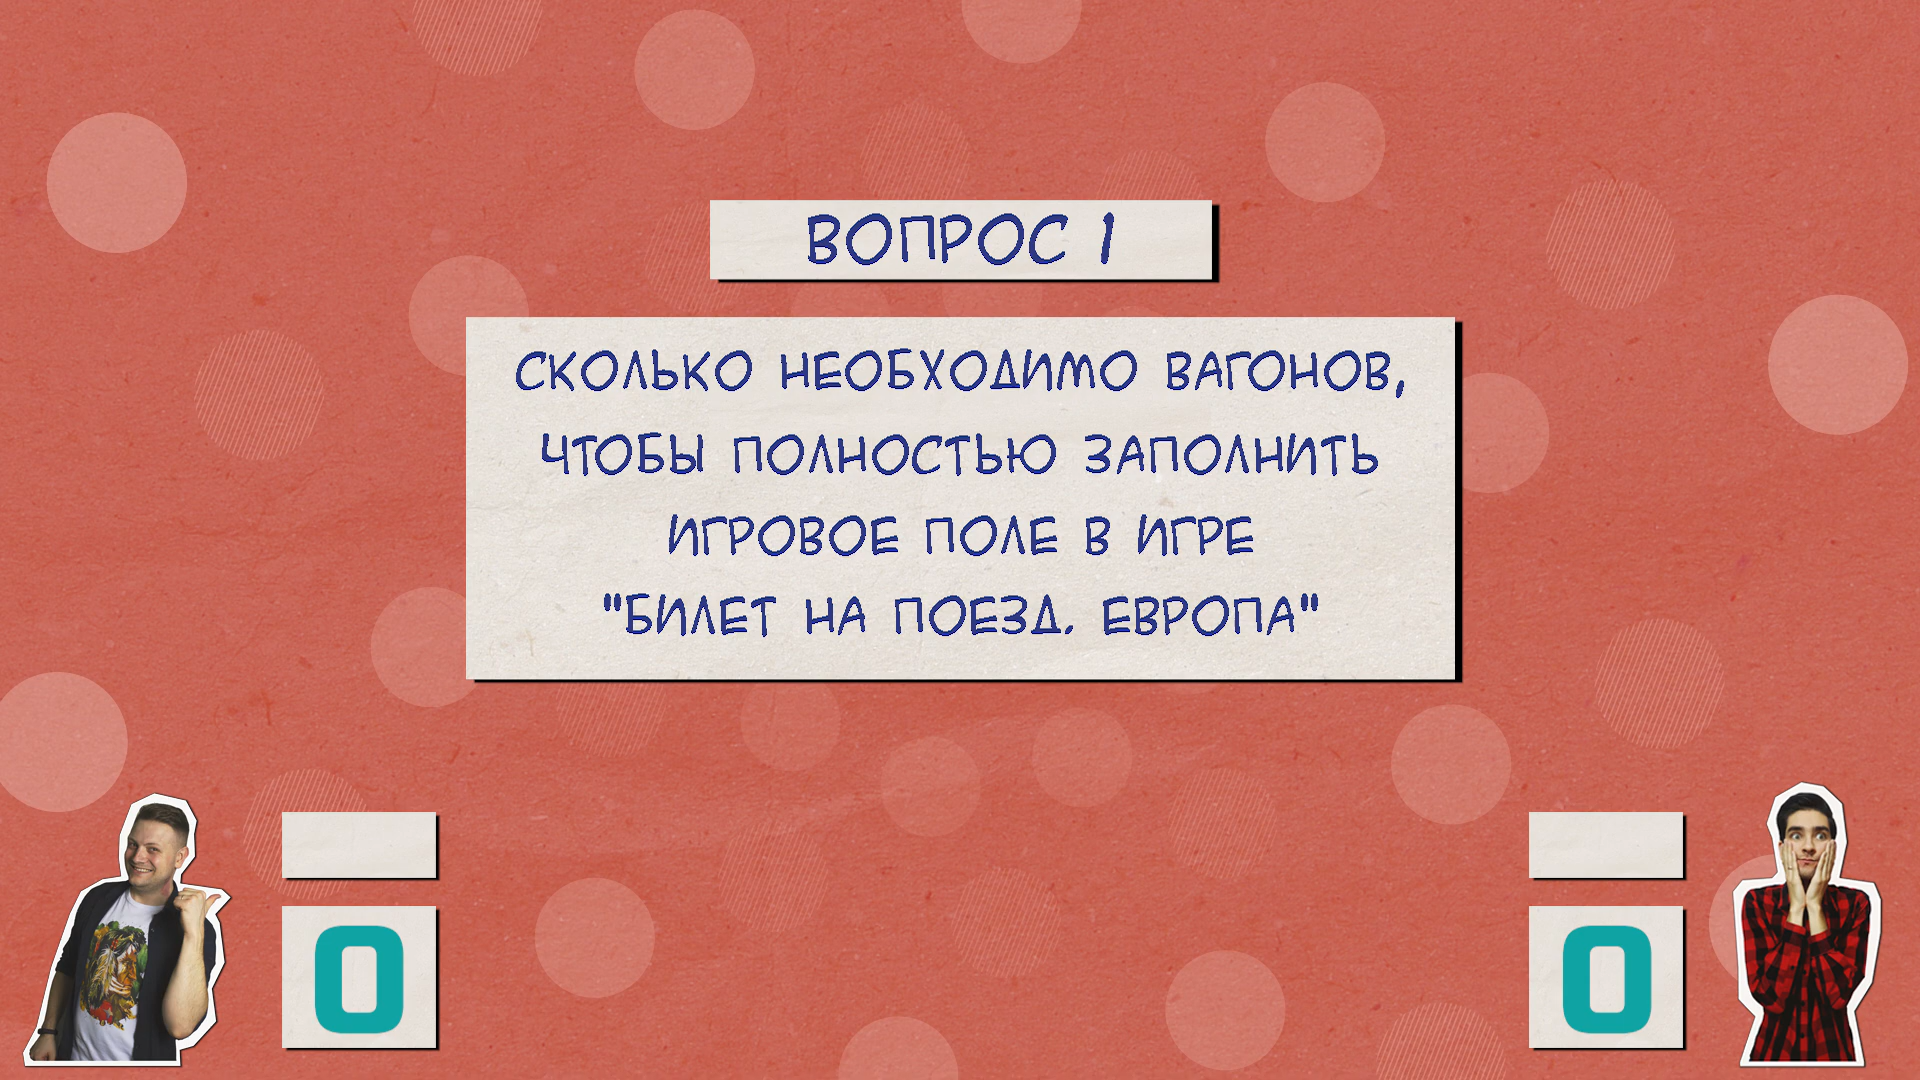 ВОПРОС 1
СКОЛЬКО НЕОБХОДИМО ВАГОНОВ,
ЧТОБЫ ПОЛНОСТЬЮ ЗАПОЛНИТЬ
ИГРОВОЕ ПОЛЕ В ИГРЕ
"БИЛЕТ НА ПОЕЗД. ЕВРОПА"
0
0